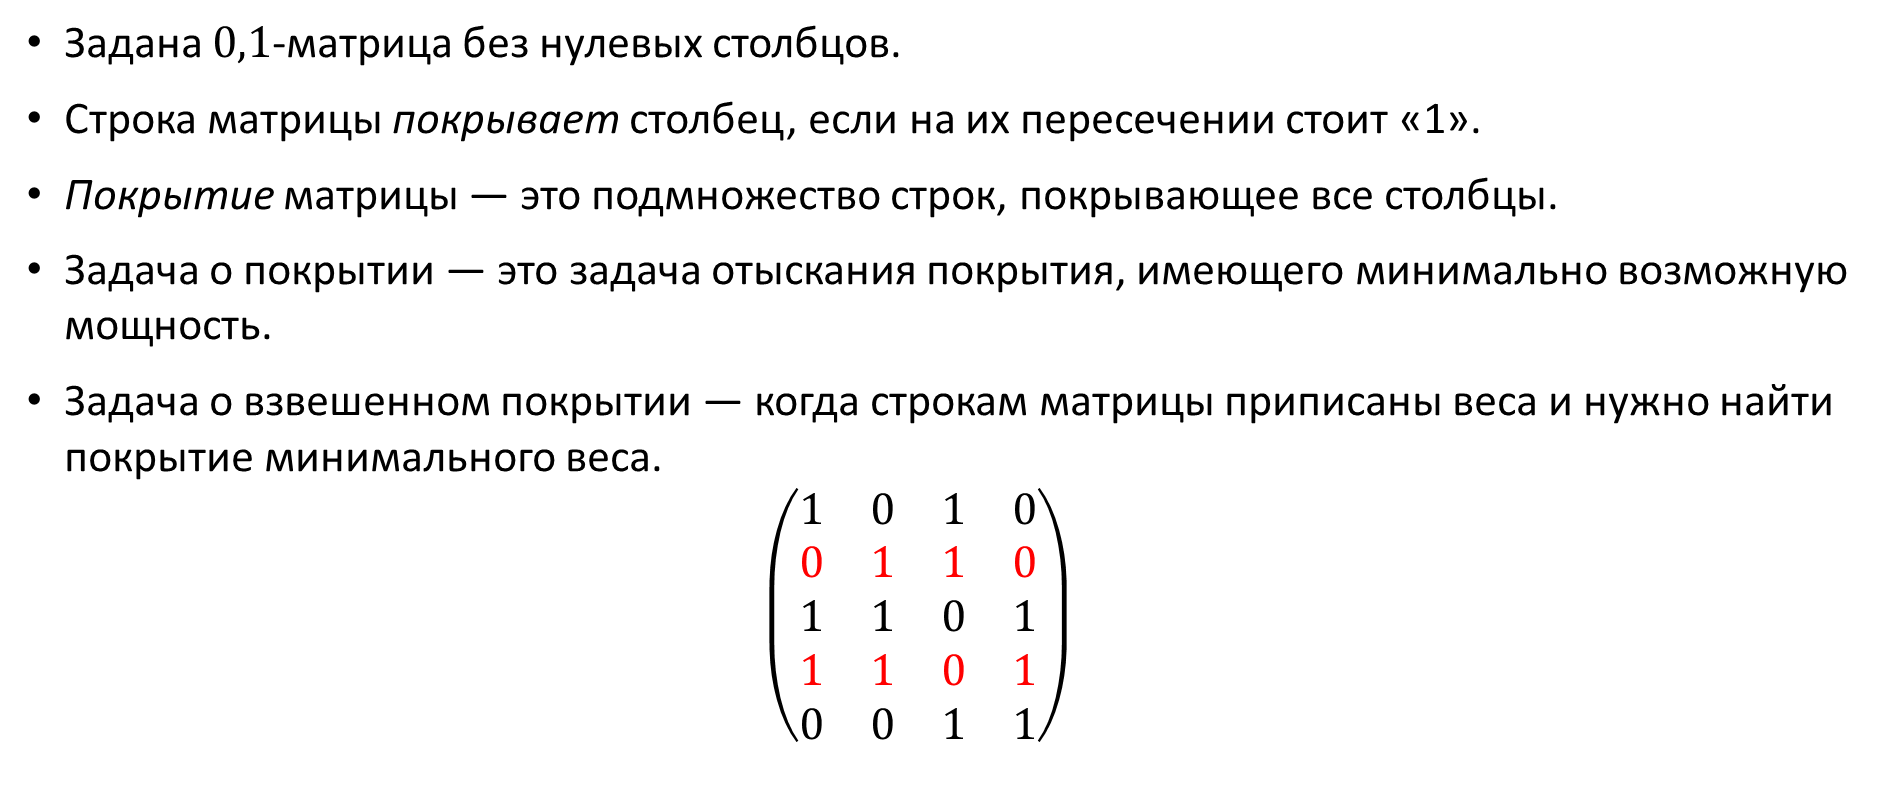 • Задана 0,1-матрица без нулевых столбцов.
• Строка матрицы покрывает столбец, если на их пересечении стоит «1».
• Покрытие матрицы — это подмножество строк, покрывающее все столбцы.
• Задача о покрытии — это задача отыскания покрытия, имеющего минимально возможную
мощность.
• Задача о взвешенном покрытии — когда строкам матрицы приписаны веса и нужно найти
покрытие минимального веса.
1 0 1 0
0 1 1 0
1 1 0 1
1 1 0 1
0 0 1 1